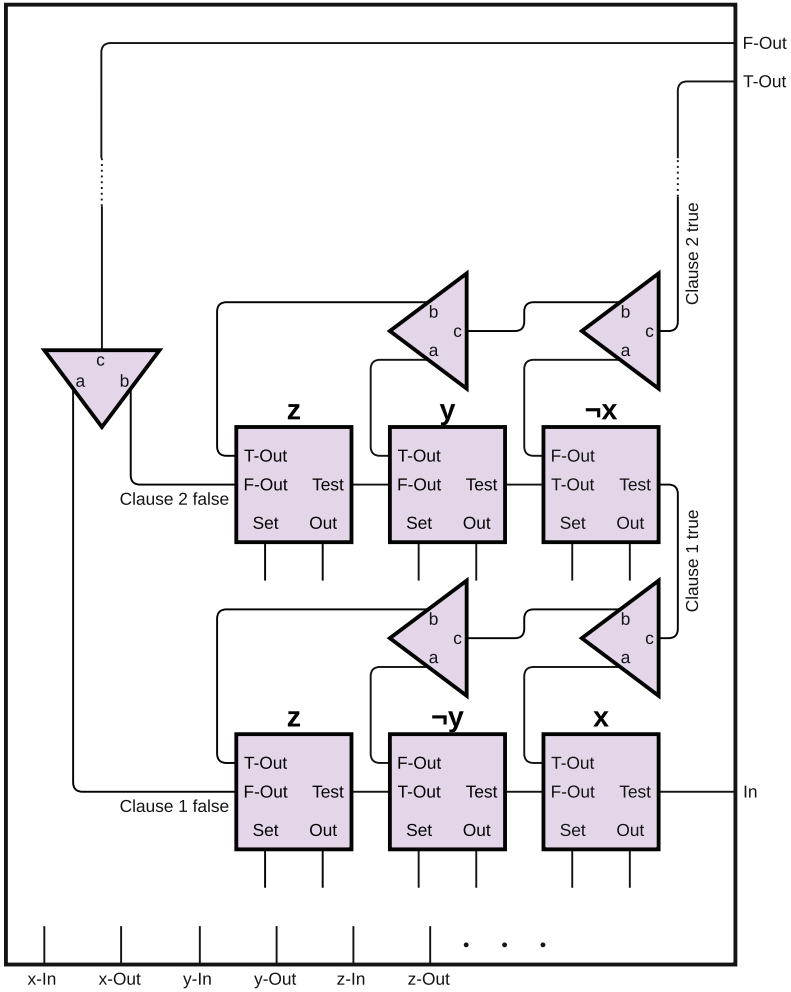 F-Out
T-Out
Clause 2 true
b
c
a
b
c
a
c
a b
z y ¬x
T-Out
F-Out Test
Set Out
T-Out
F-Out Test
Set Out
F-Out
T-Out Test
Set Out
Clause 2 false
Clause 1 true
b
c
a
b
c
a
z ¬y x
T-Out
F-Out Test
Set Out
F-Out
T-Out Test
Set Out
T-Out
F-Out Test
Set Out
In
Clause 1 false
x-In x-Out y-In y-Out z-In z-Out . . .